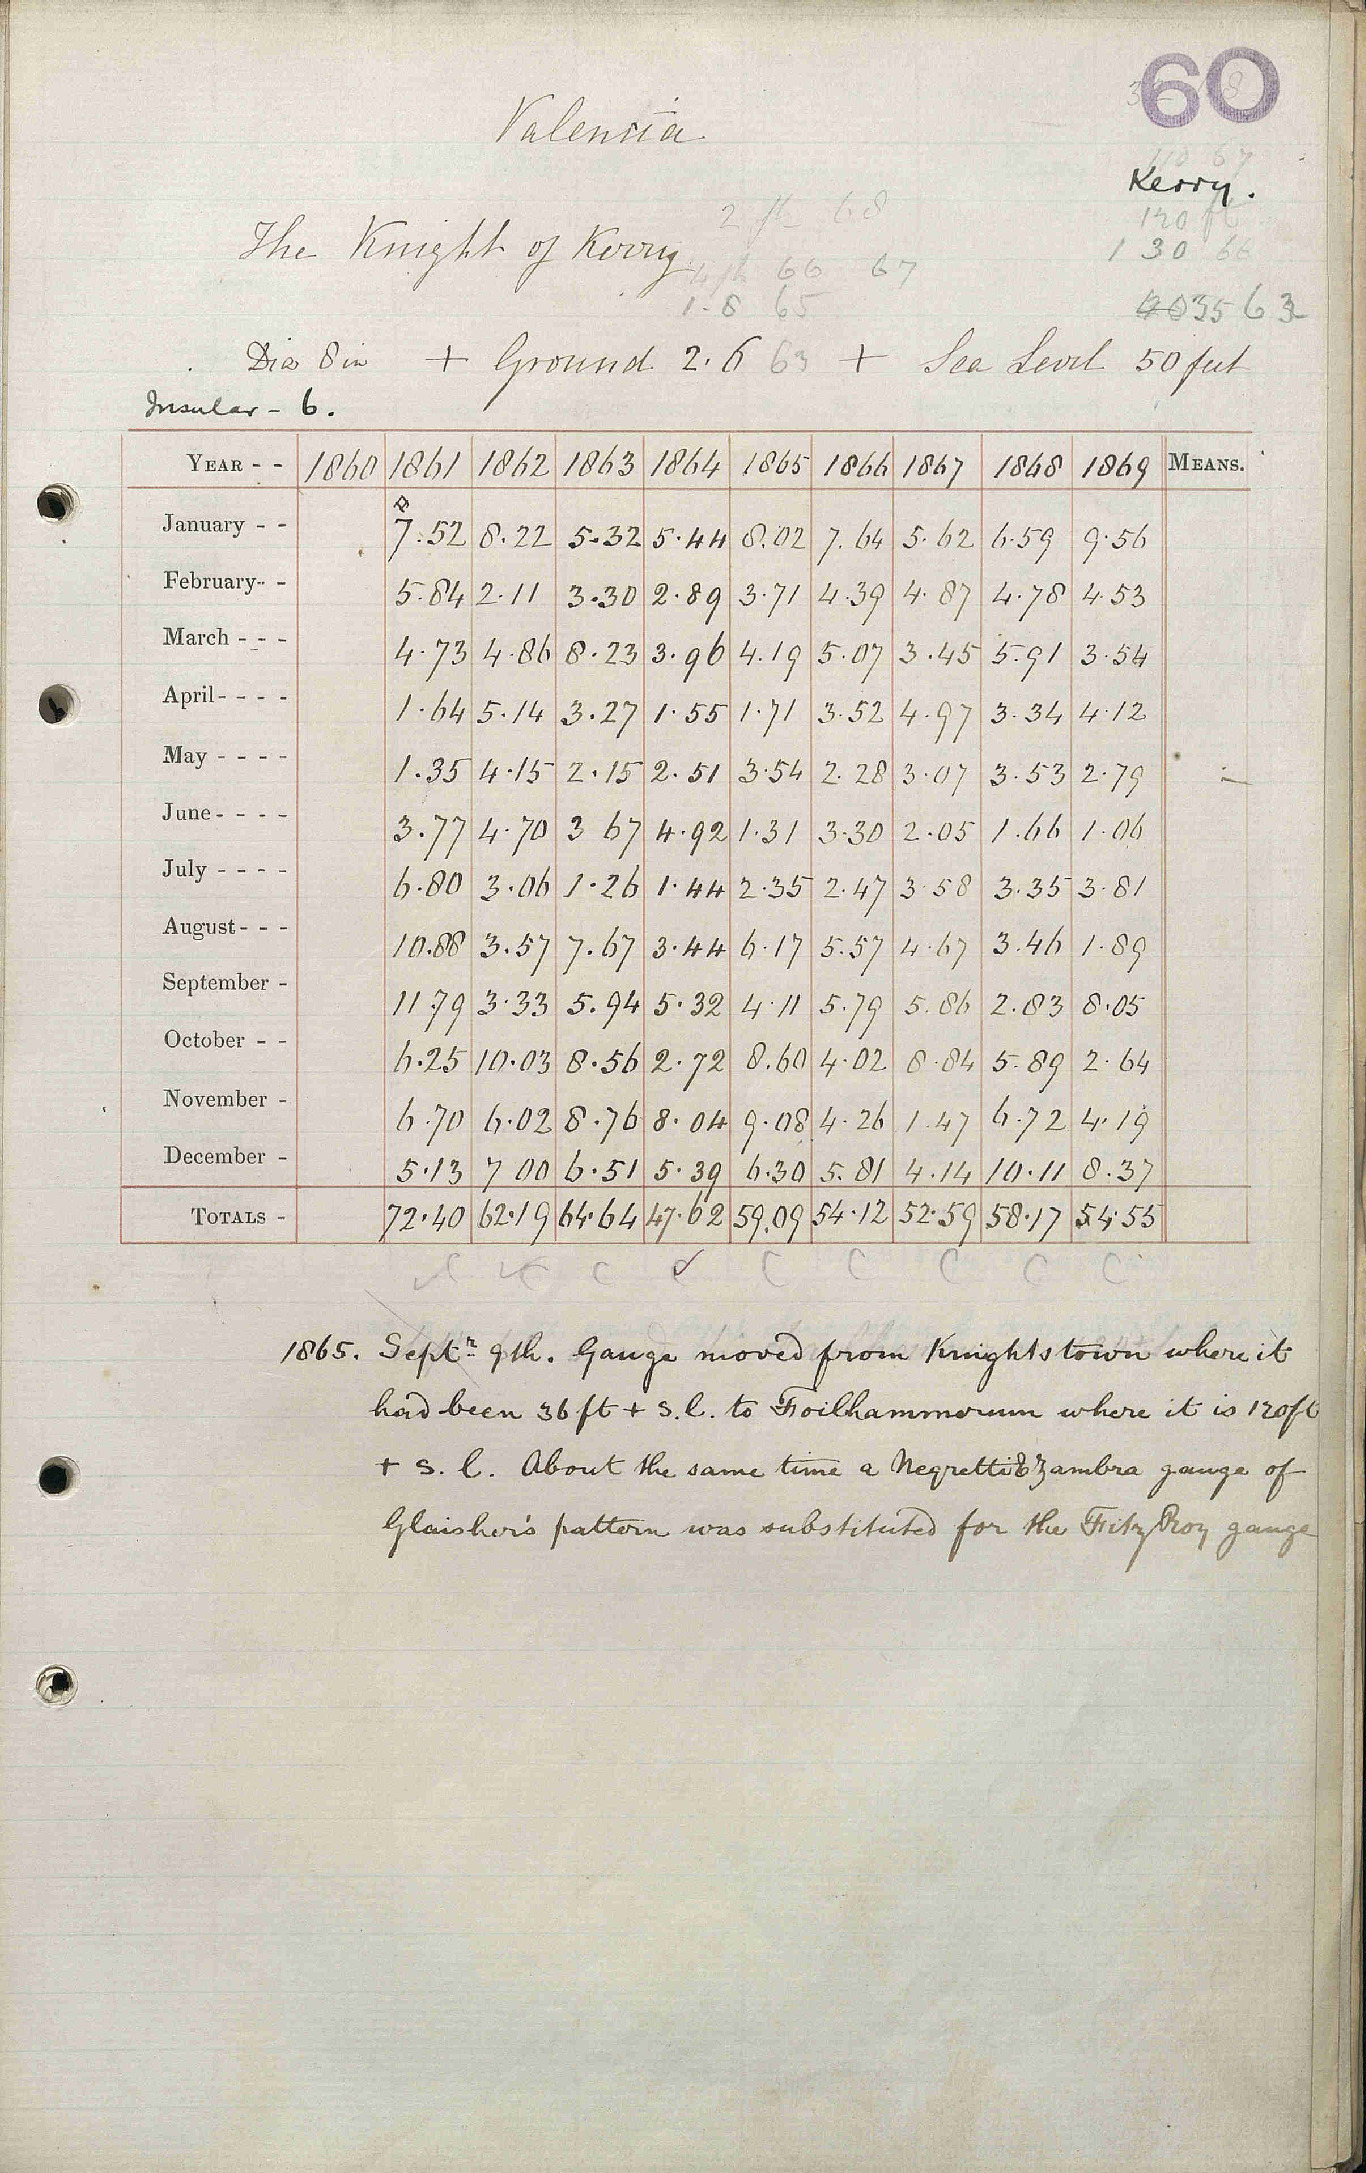 60
Valencia
Kerry.
2 ft 68
120 ft
The Knight of Kerry
130 66
4 ft 66 67
1.8 65
35 63
Dia 8 in + Ground 2.6 63 + Sea Level 50 feet
Insular - 6.
YEAR - - 1860 1861 1862 1863 1864 1865 1866 1867 1868 1869 MEANS.
January - - 7.52 8.22 5.32 5.44 8.02 7.64 5.62 6.59 9.56
February - - 5.84 2.11 3.30 2.89 3.71 4.39 4.87 4.78 4.53
March - - - 4.73 4.86 8.23 3.96 4.19 5.07 3.45 5.91 3.54
April - - - - 1.64 5.14 3.27 1.55 1.71 3.52 4.97 3.34 4.12
May - - - - 1.35 4.15 2.15 2.51 3.54 2.28 3.07 3.53 2.79
June - - - - 3.77 4.70 3 67 4.92 1.31 3.30 2.05 1.66 1.06
July - - - - 6.80 3.06 1.26 1.44 2.35 2.47 3.58 3.35 3.81
August - - - 10.88 3.57 7.67 3.44 6.17 5.57 4.67 3.46 1.89
September - 11.79 3.33 5.94 5.32 4.11 5.79 5.86 2.83 8.05
October - - 6.25 10.03 8.56 2.72 8.60 4.02 8.84 5.89 2.64
November - 6.70 6.02 8.76 8.04 9.08 4.26 1.47 6.72 4.19
December - 5.13 7 00 6.51 5.39 6.30 5.81 4.14 10.11 8.37
TOTALS - 72.40 62.19 64.64 47.62 59.09 54.12 52.59 58.17 54.55
1865. Septr 9th. Gauge moved from Knightstown where it
had been 36 ft + s.l. to Foilhammerum where it is 120ft
+ s.l. About the same time a Negretti & Zambra gauge of
Glaisher's pattern was substituted for the FitzRoy gauge